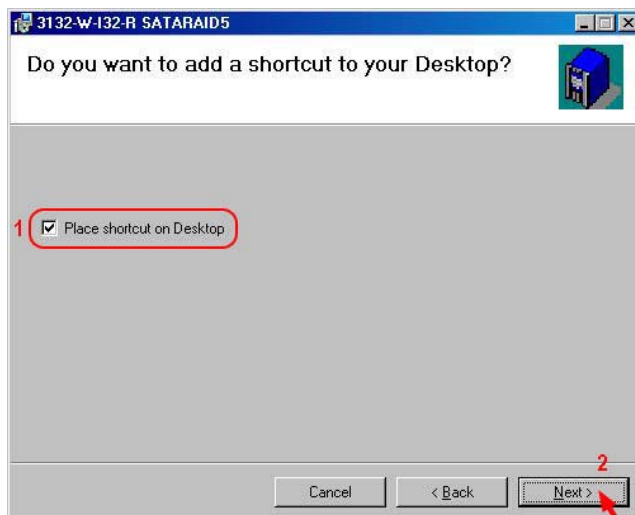 3132-W-I32-R SATARAID5
Do you want to add a shortcut to your Desktop?
1 Place shortcut on Desktop
2
Cancel < Back Next >